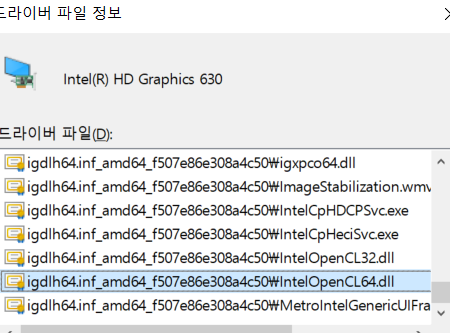 드라이버 파일 정보
Intel(R) HD Graphics 630
드라이버 파일(D):
igdlh64.inf_amd64_f507e86e308a4c50₩igxpco64.dll
igdlh64.inf_amd64_f507e86e308a4c50₩ImageStabilization.wmv
igdlh64.inf_amd64_f507e86e308a4c50₩IntelCpHDCPSvc.exe
igdlh64.inf_amd64_f507e86e308a4c50₩IntelCpHeciSvc.exe
igdlh64.inf_amd64_f507e86e308a4c50₩IntelOpenCL32.dll
igdlh64.inf_amd64_f507e86e308a4c50₩IntelOpenCL64.dll
igdlh64.inf_amd64_f507e86e308a4c50₩MetroIntelGenericUIFra